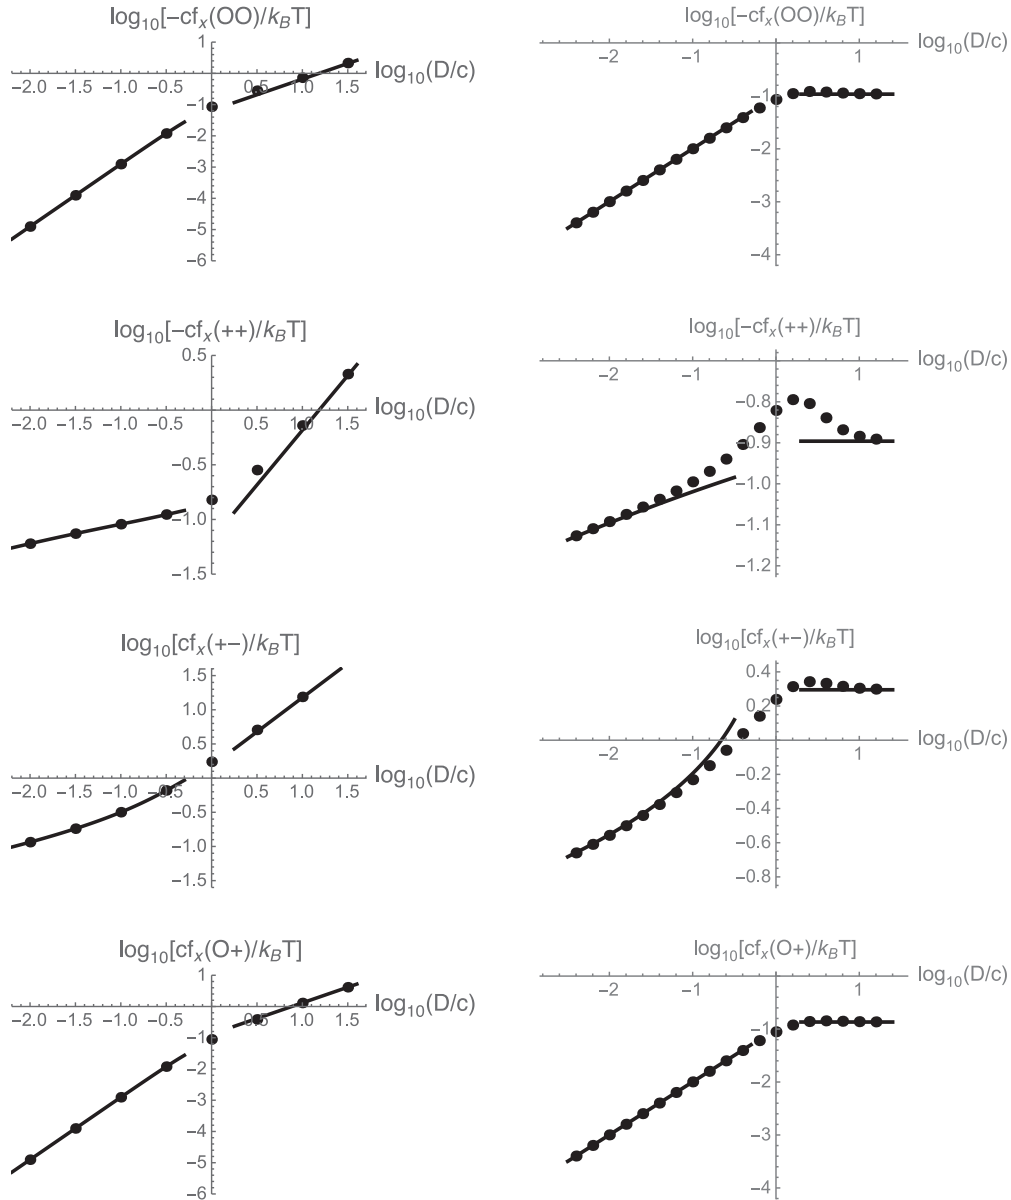 log₁₀[-cfₓ(OO)/k_BT]
1
log₁₀(D/c)
-2.0 -1.5 -1.0 -0.5 0.5 1.0 1.5
-1
-2
-3
-4
-5
-6
log₁₀[-cfₓ(OO)/k_BT]
log₁₀(D/c)
-2 -1 1
-1
-2
-3
-4
log₁₀[-cfₓ(++)/k_BT]
0.5
log₁₀(D/c)
-2.0 -1.5 -1.0 -0.5 0.5 1.0 1.5
-0.5
-1.0
-1.5
log₁₀[-cfₓ(++)/k_BT]
log₁₀(D/c)
-2 -1 1
-0.8
-0.9
-1.0
-1.1
-1.2
log₁₀[cfₓ(+-)/k_BT]
1.5
1.0
0.5
log₁₀(D/c)
-2.0 -1.5 -1.0 -0.5 0.5 1.0 1.5
-0.5
-1.0
-1.5
log₁₀[cfₓ(+-)/k_BT]
0.4
0.2
log₁₀(D/c)
-2 -1 1
-0.2
-0.4
-0.6
-0.8
log₁₀[cfₓ(O+)/k_BT]
1
log₁₀(D/c)
-2.0 -1.5 -1.0 -0.5 0.5 1.0 1.5
-1
-2
-3
-4
-5
-6
log₁₀[cfₓ(O+)/k_BT]
log₁₀(D/c)
-2 -1 1
-1
-2
-3
-4